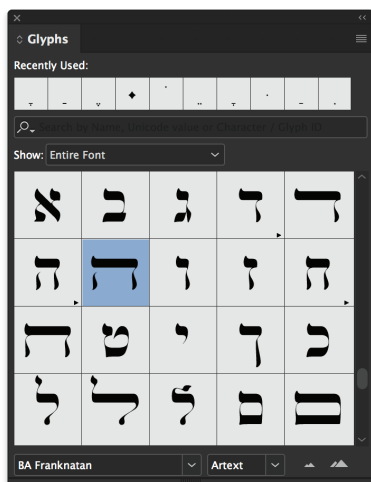 Glyphs
Recently Used:
Search by Name, Unicode value or Character / Glyph ID
Show: Entire Font
א ב ג ד ד
ה ה ו ז ח
ח ט י ך כ
ל ל ל ם ם
BA Franknatan Artext